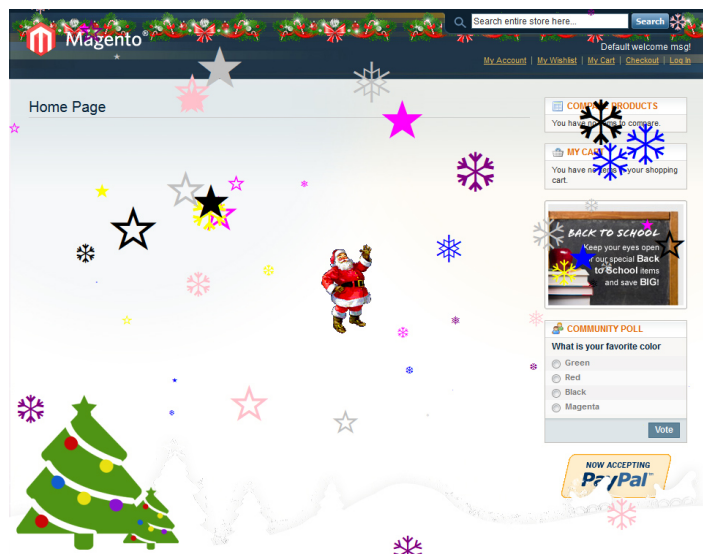 Search entire store here...
Search
Magento®
Default welcome msg!
My Account | My Wishlist | My Cart | Checkout | Log In
Home Page
COMPARE PRODUCTS
You have no items to compare.
MY CART
You have no items in your shopping
cart.
BACK TO SCHOOL
Keep your eyes open
for our special Back
to School items
and save BIG!
COMMUNITY POLL
What is your favorite color
Green
Red
Black
Magenta
Vote
NOW ACCEPTING
PayPal™